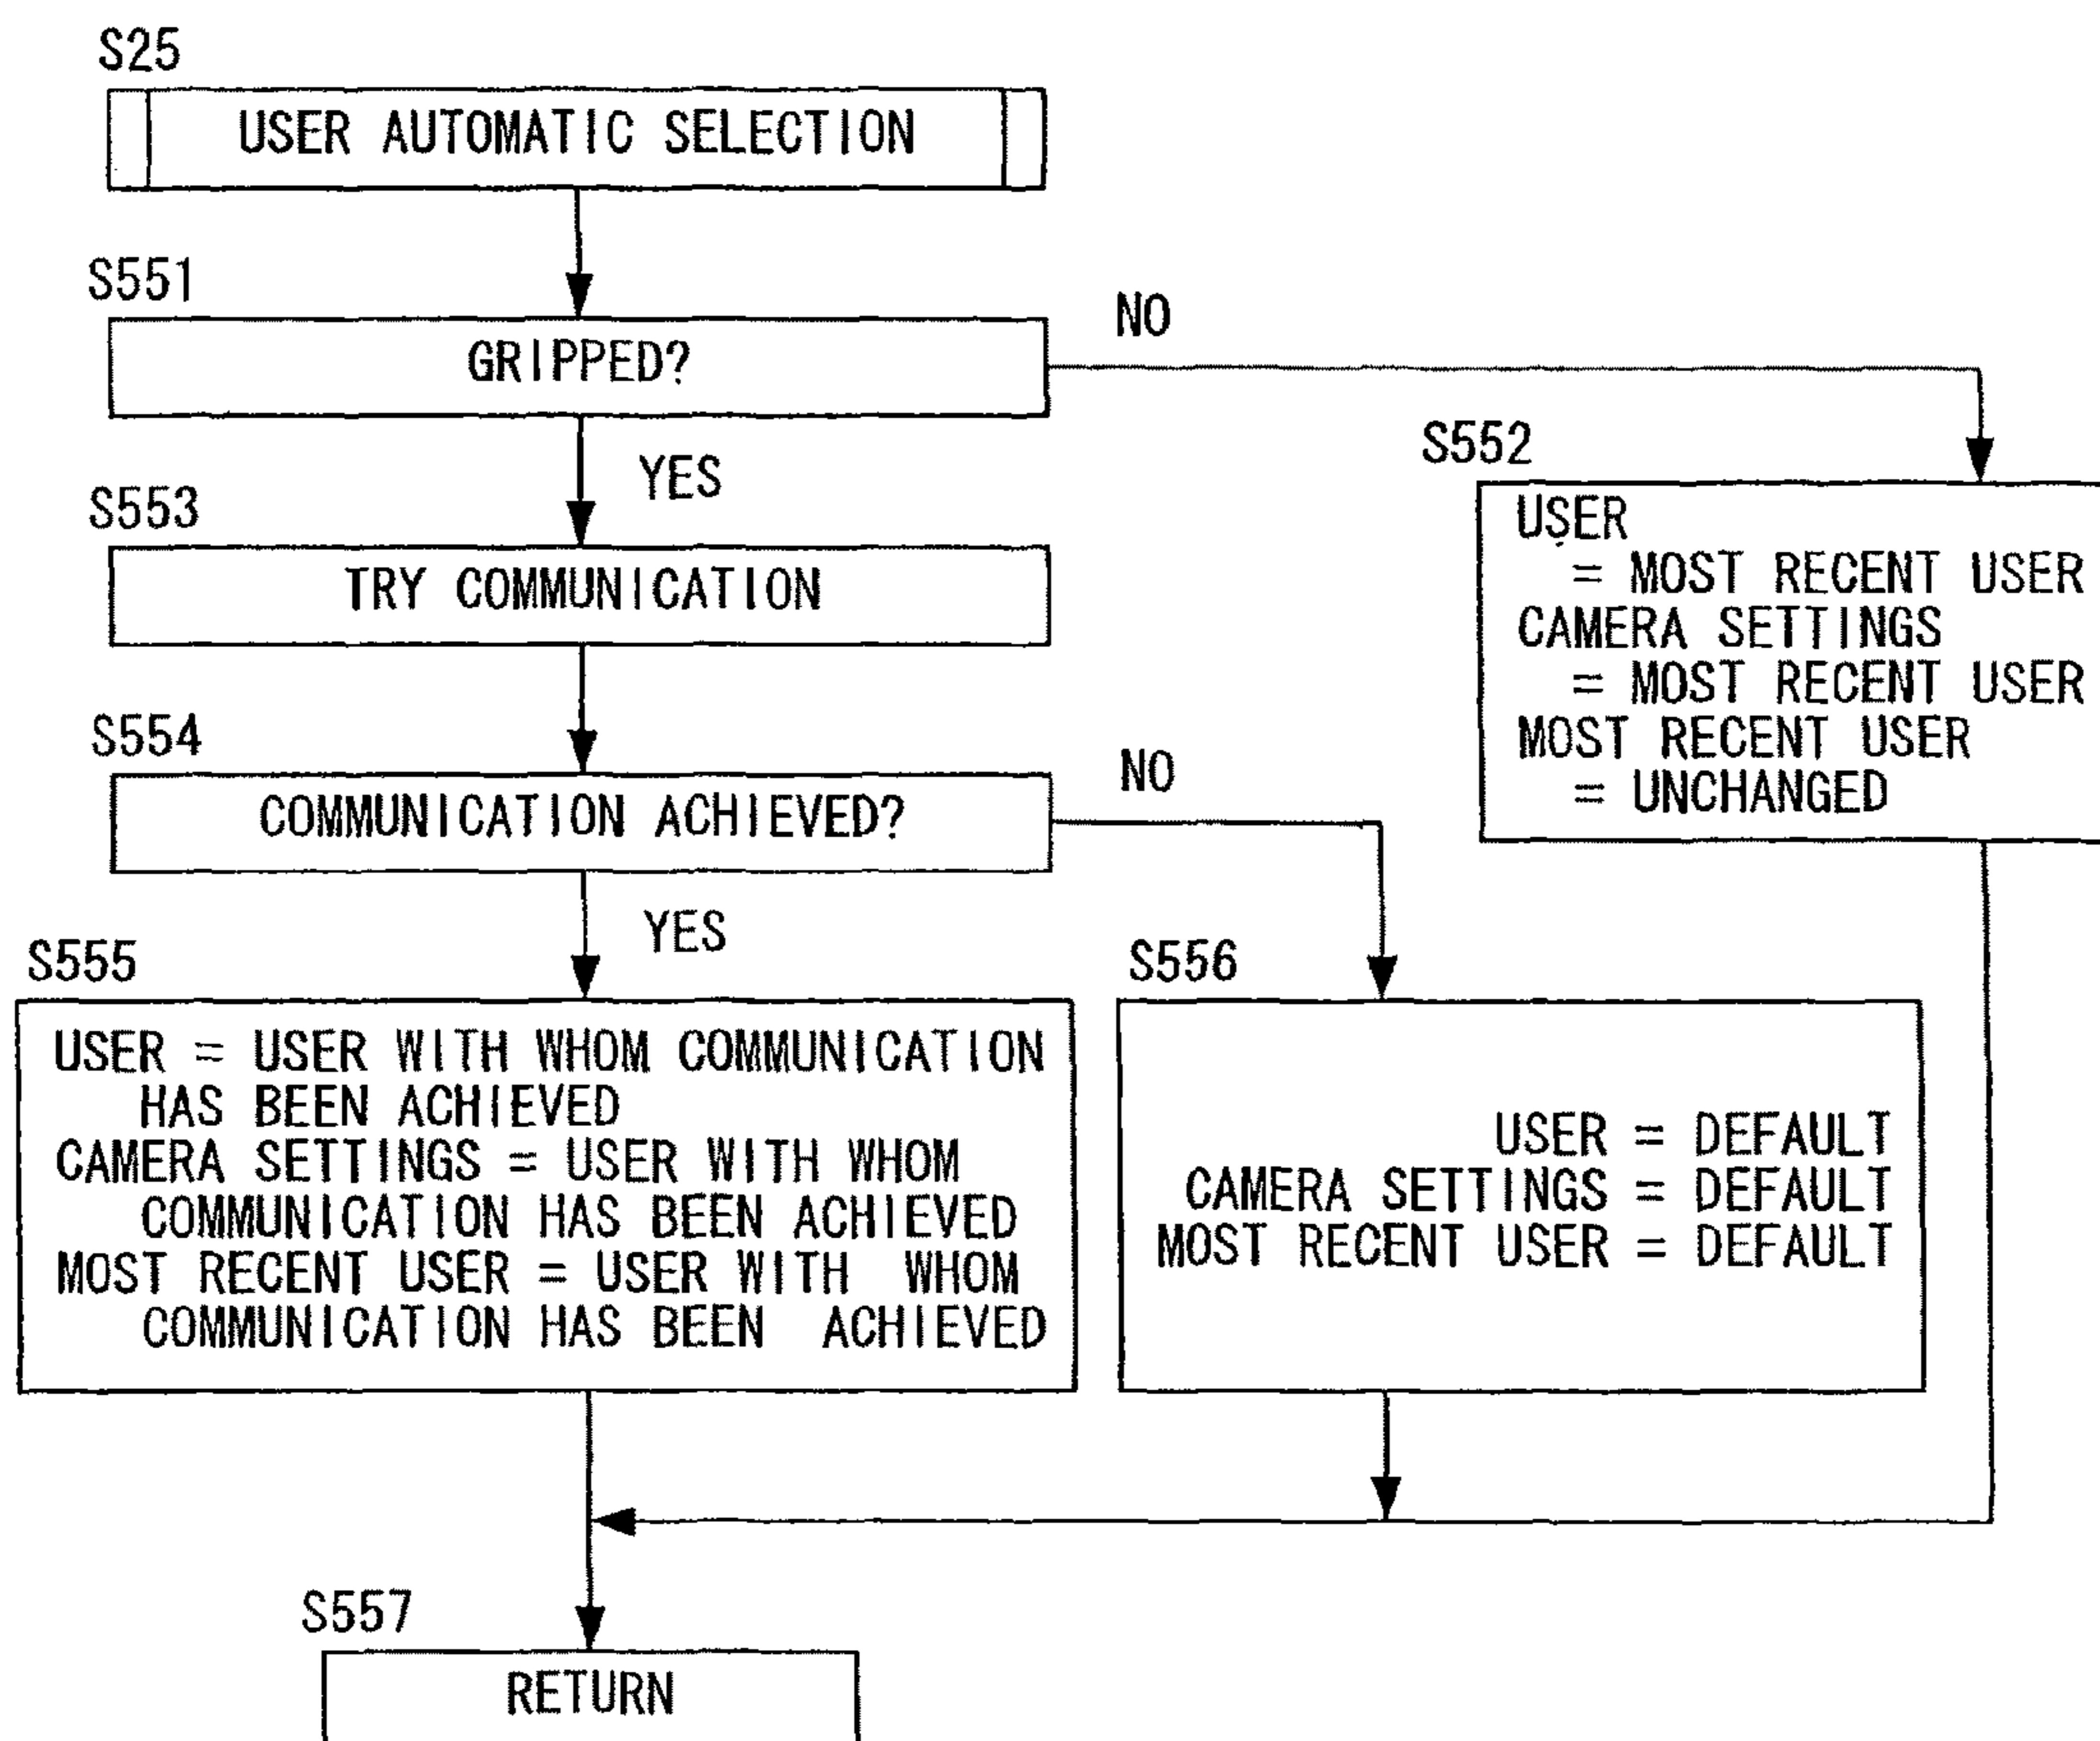 S25
USER AUTOMATIC SELECTION
S551
GRIPPED?
NO
YES
S552
USER
= MOST RECENT USER
CAMERA SETTINGS
= MOST RECENT USER
MOST RECENT USER
= UNCHANGED
S553
TRY COMMUNICATION
S554
COMMUNICATION ACHIEVED?
NO
YES
S555
USER = USER WITH WHOM COMMUNICATION
HAS BEEN ACHIEVED
CAMERA SETTINGS = USER WITH WHOM
COMMUNICATION HAS BEEN ACHIEVED
MOST RECENT USER = USER WITH WHOM
COMMUNICATION HAS BEEN ACHIEVED
S556
USER = DEFAULT
CAMERA SETTINGS = DEFAULT
MOST RECENT USER = DEFAULT
S557
RETURN